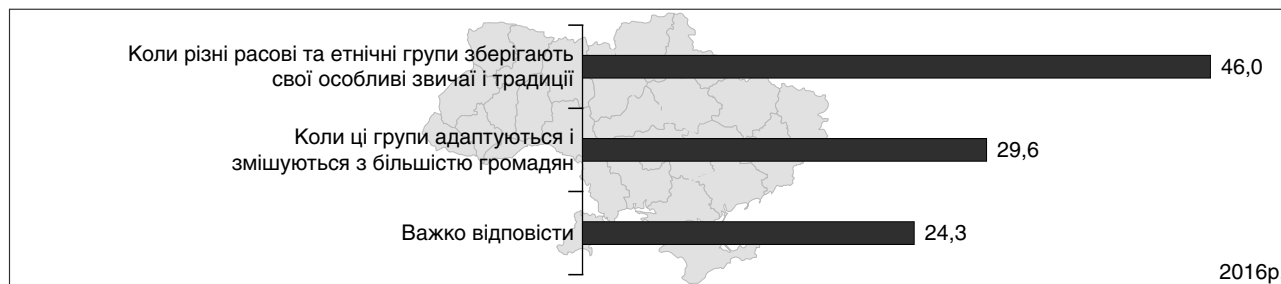 Коли різні расові та етнічні групи зберігають
свої особливі звичаї і традиції
46,0
Коли ці групи адаптуються і
змішуються з більшістю громадян
29,6
Важко відповісти
24,3
2016р.